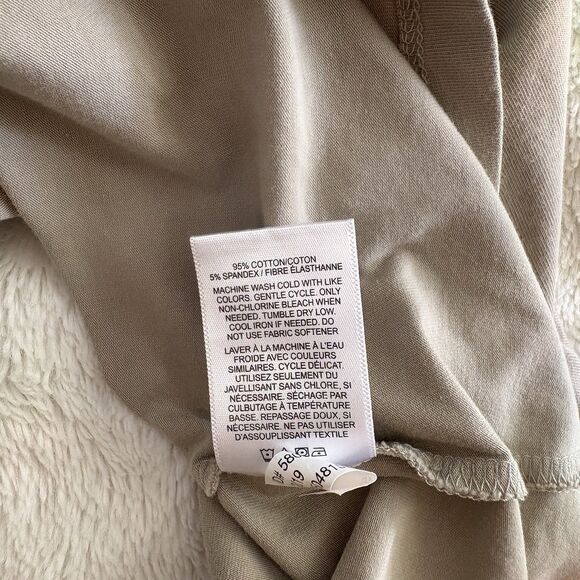 95% COTTON/COTON
5% SPANDEX / FIBRE ÉLASTHANNE
MACHINE WASH COLD WITH LIKE
COLORS. GENTLE CYCLE. ONLY
NON-CHLORINE BLEACH WHEN
NEEDED. TUMBLE DRY LOW.
COOL IRON IF NEEDED. DO
NOT USE FABRIC SOFTENER
LAVER À LA MACHINE À L'EAU
FROIDE AVEC COULEURS
SIMILAIRES. CYCLE DÉLICAT.
UTILISEZ SEULEMENT DU
JAVELLISANT SANS CHLORE, SI
NÉCESSAIRE. SÉCHAGE PAR
CULBUTAGE À TEMPÉRATURE
BASSE. REPASSAGE DOUX, SI
NÉCESSAIRE. N'UTILISEZ PAS
D'ASSOUPLISSANT TEXTILE